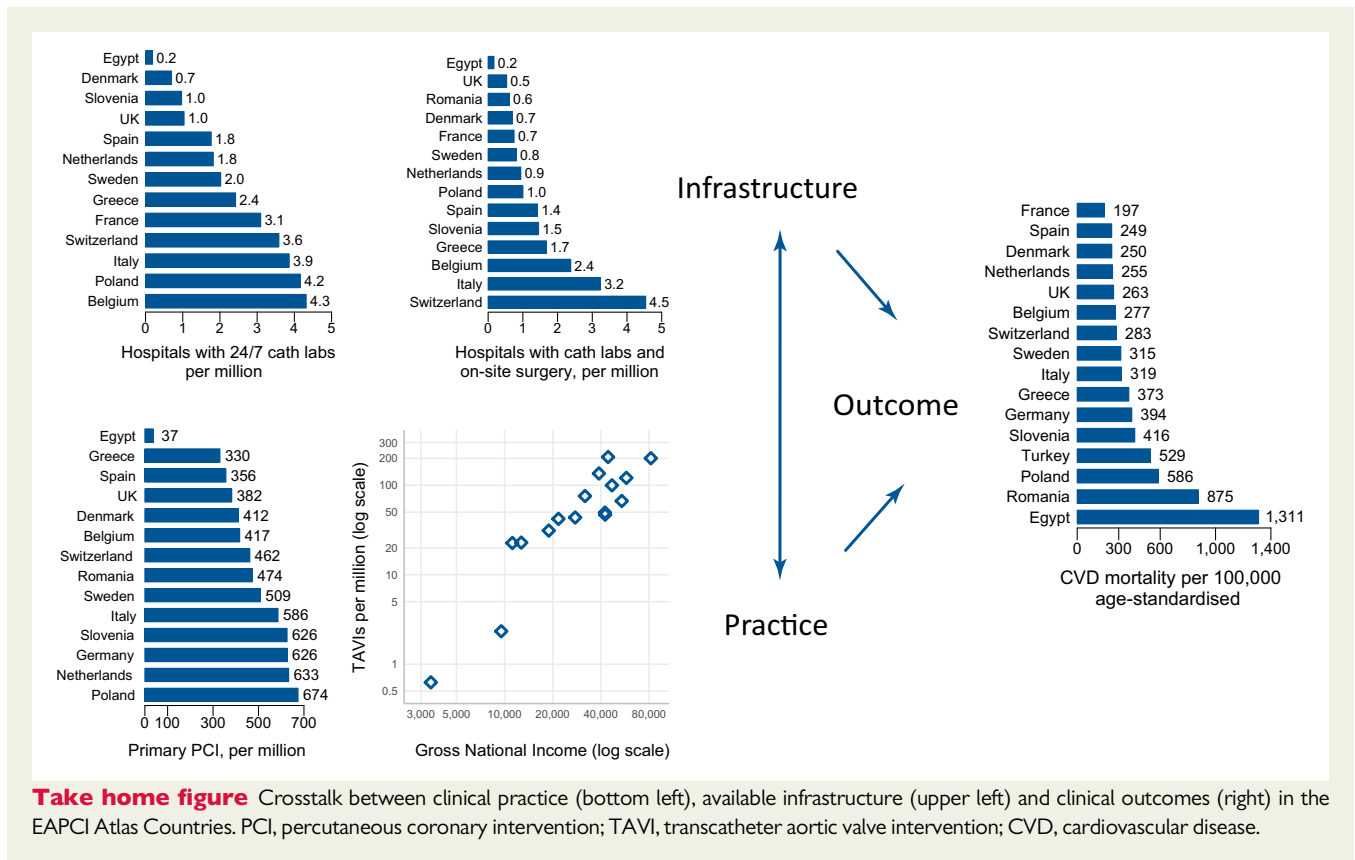 Egypt 0.2
Denmark 0.7
Slovenia 1.0
UK 1.0
Spain 1.8
Netherlands 1.8
Sweden 2.0
Greece 2.4
France 3.1
Switzerland 3.6
Italy 3.9
Poland 4.2
Belgium 4.3
0 1 2 3 4 5
Hospitals with 24/7 cath labs
per million
Egypt 0.2
UK 0.5
Romania 0.6
Denmark 0.7
France 0.7
Sweden 0.8
Netherlands 0.9
Poland 1.0
Spain 1.4
Slovenia 1.5
Greece 1.7
Belgium 2.4
Italy 3.2
Switzerland 4.5
0 1 2 3 4 5
Hospitals with cath labs and
on-site surgery, per million
Egypt 37
Greece 330
Spain 356
UK 382
Denmark 412
Belgium 417
Switzerland 462
Romania 474
Sweden 509
Italy 586
Slovenia 626
Germany 626
Netherlands 633
Poland 674
0 100 300 500 700
Primary PCI, per million
TAVIs per million (log scale)
300
200
100
50
20
10
5
1
0.5
3,000 5,000 10,000 20,000 40,000 80,000
Gross National Income (log scale)
Infrastructure
Outcome
Practice
France 197
Spain 249
Denmark 250
Netherlands 255
UK 263
Belgium 277
Switzerland 283
Sweden 315
Italy 319
Greece 373
Germany 394
Slovenia 416
Turkey 529
Poland 586
Romania 875
Egypt 1,311
0 300 600 1,000 1,400
CVD mortality per 100,000
age-standardised
Take home figure Crosstalk between clinical practice (bottom left), available infrastructure (upper left) and clinical outcomes (right) in the
EAPCI Atlas Countries. PCI, percutaneous coronary intervention; TAVI, transcatheter aortic valve intervention; CVD, cardiovascular disease.